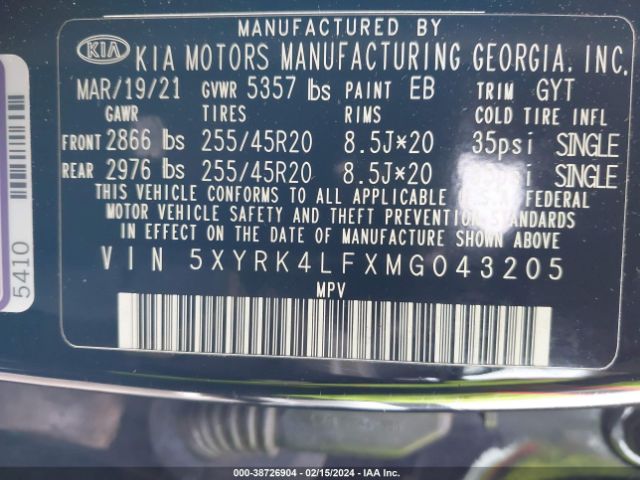 MANUFACTURED BY
KIA KIA MOTORS MANUFACTURING GEORGIA, INC.
MAR/19/21 GVWR 5357 lbs PAINT EB TRIM GYT
GAWR TIRES RIMS COLD TIRE INFL
FRONT 2866 lbs 255/45R20 8.5J*20 35psi SINGLE
REAR 2976 lbs 255/45R20 8.5J*20 SINGLE
THIS VEHICLE CONFORMS TO ALL APPLICABLE FEDERAL
MOTOR VEHICLE SAFETY AND THEFT PREVENTION STANDARDS
IN EFFECT ON THE DATE OF MANUFACTURE SHOWN ABOVE
VIN 5XYRK4LFXMG043205
MPV
5410
000-38726904 - 02/15/2024 - IAA Inc.